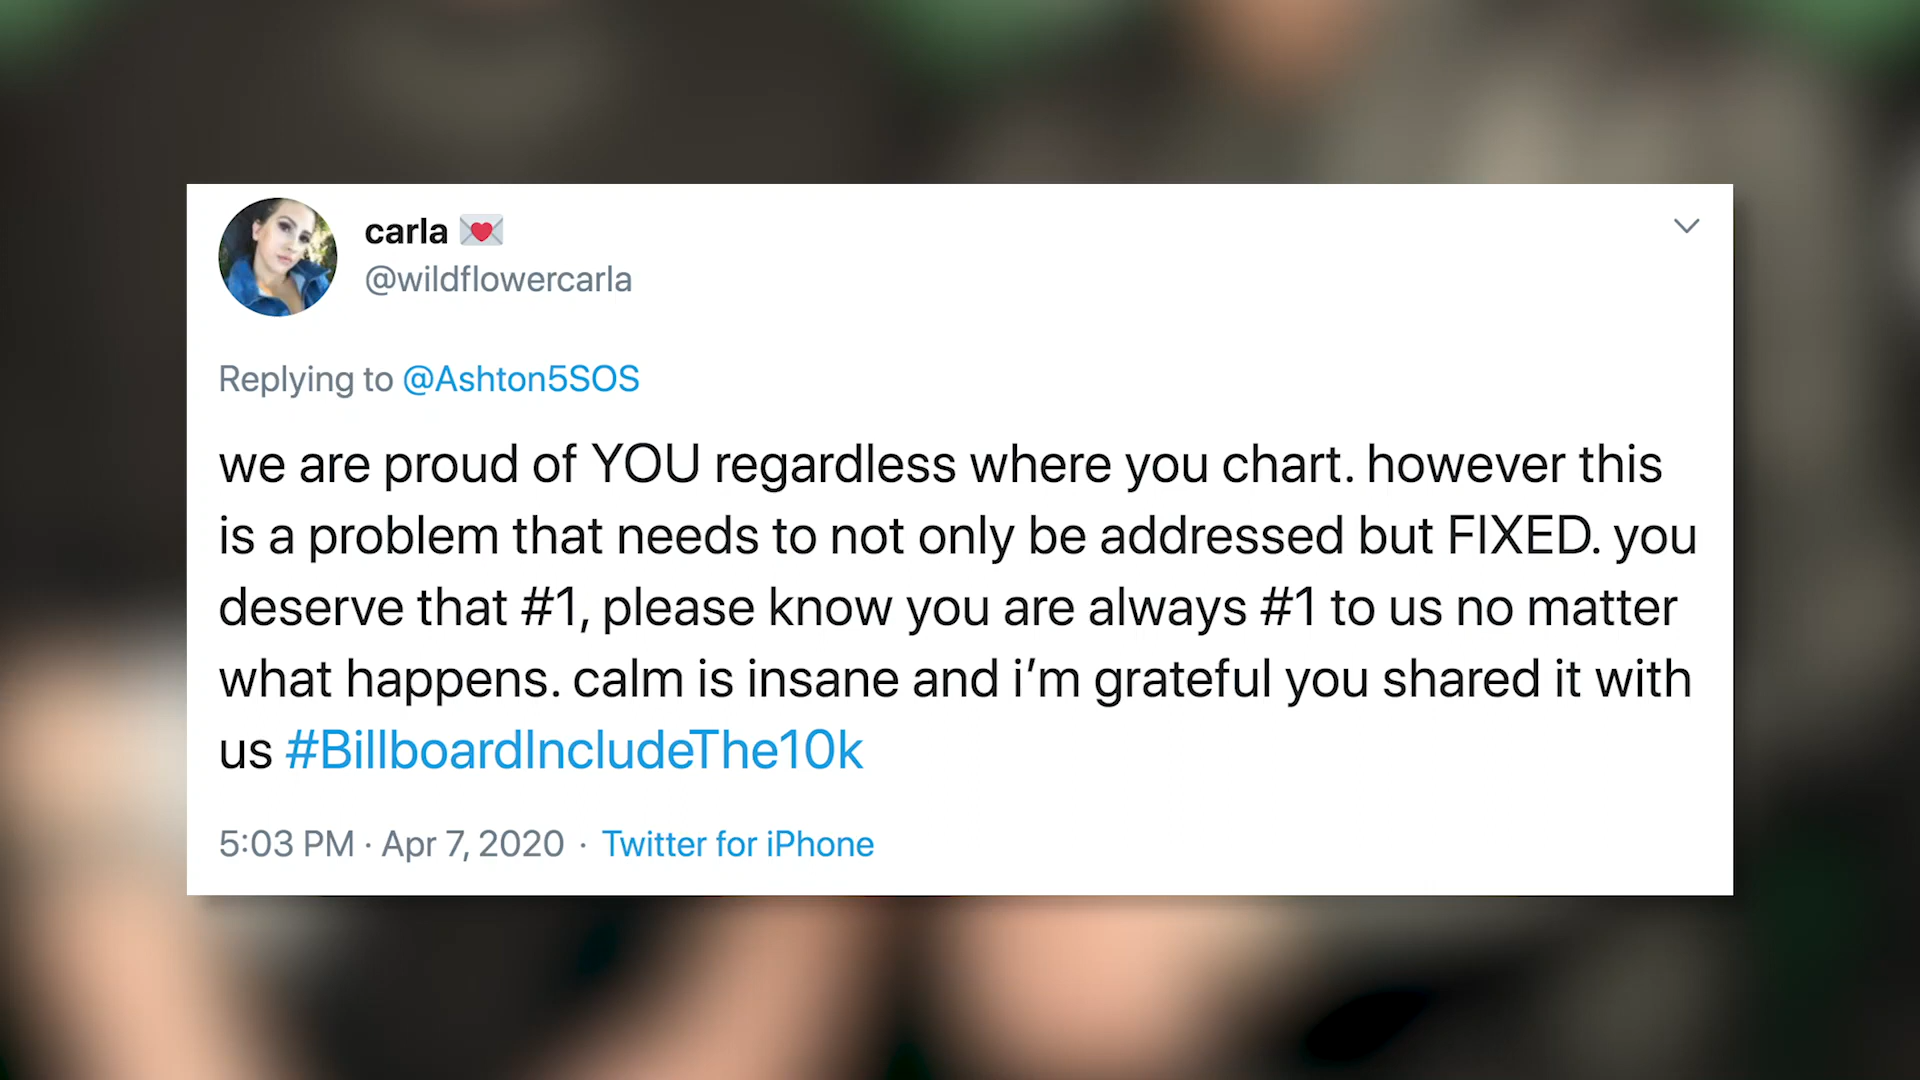 carla 💌
@wildflowercarla
Replying to @Ashton5SOS
we are proud of YOU regardless where you chart. however this
is a problem that needs to not only be addressed but FIXED. you
deserve that #1, please know you are always #1 to us no matter
what happens. calm is insane and i’m grateful you shared it with
us #BillboardIncludeThe10k
5:03 PM · Apr 7, 2020 · Twitter for iPhone